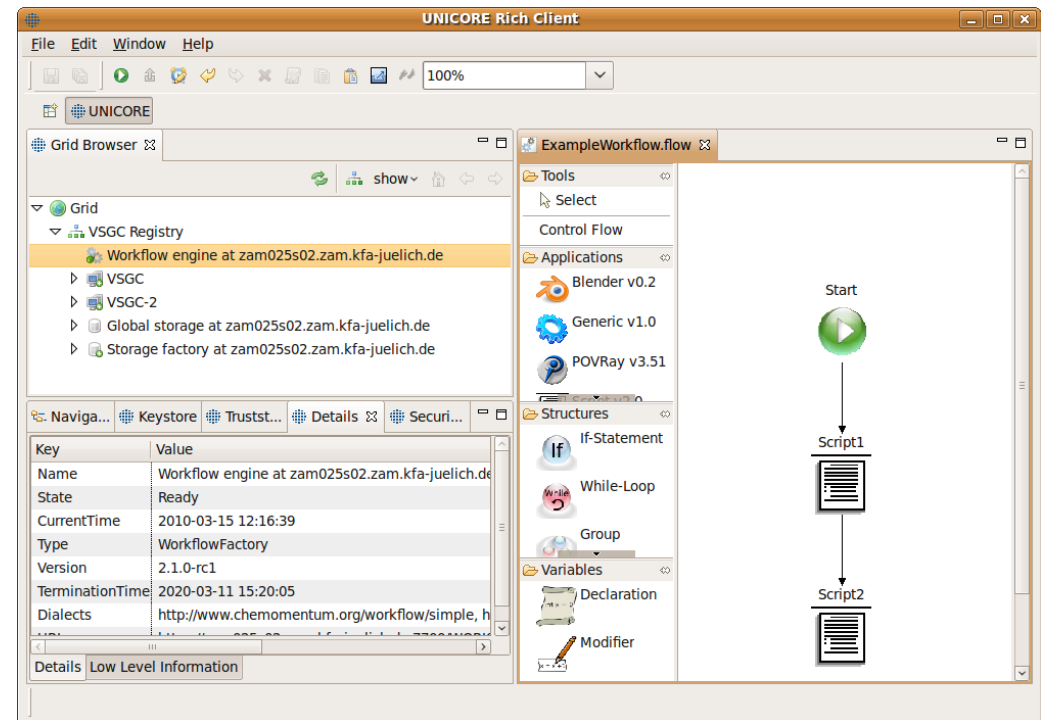 UNICORE Rich Client
File Edit Window Help
100%
UNICORE
Grid Browser
show
Grid
VSGC Registry
Workflow engine at zam025s02.zam.kfa-juelich.de
VSGC
VSGC-2
Global storage at zam025s02.zam.kfa-juelich.de
Storage factory at zam025s02.zam.kfa-juelich.de
Naviga... Keystore Trustst... Details Securi...
Key Value
Name Workflow engine at zam025s02.zam.kfa-juelich.de
State Ready
CurrentTime 2010-03-15 12:16:39
Type WorkflowFactory
Version 2.1.0-rc1
TerminationTime 2020-03-11 15:20:05
Dialects http://www.chemomentum.org/workflow/simple, h
Details Low Level Information
ExampleWorkflow.flow
Tools
Select
Control Flow
Applications
Blender v0.2
Generic v1.0
POVRay v3.51
Structures
If
If-Statement
While
While-Loop
Group
Variables
Declaration
Modifier
Start
Script1
Script2